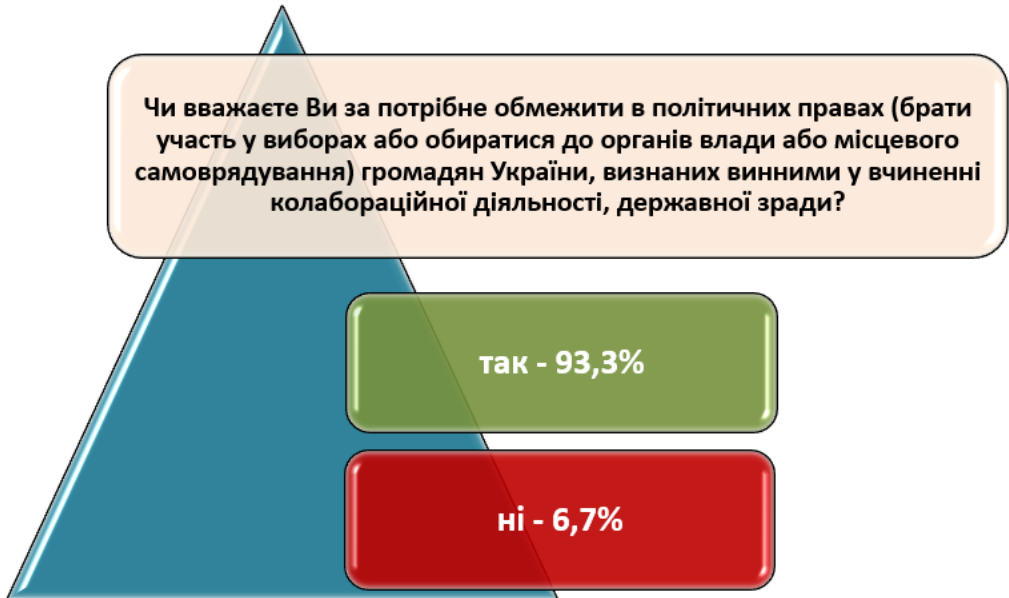 Чи вважаєте Ви за потрібне обмежити в політичних правах (брати
участь у виборах або обиратися до органів влади або місцевого
самоврядування) громадян України, визнаних винними у вчиненні
колабораційної діяльності, державної зради?
так - 93,3%
ні - 6,7%